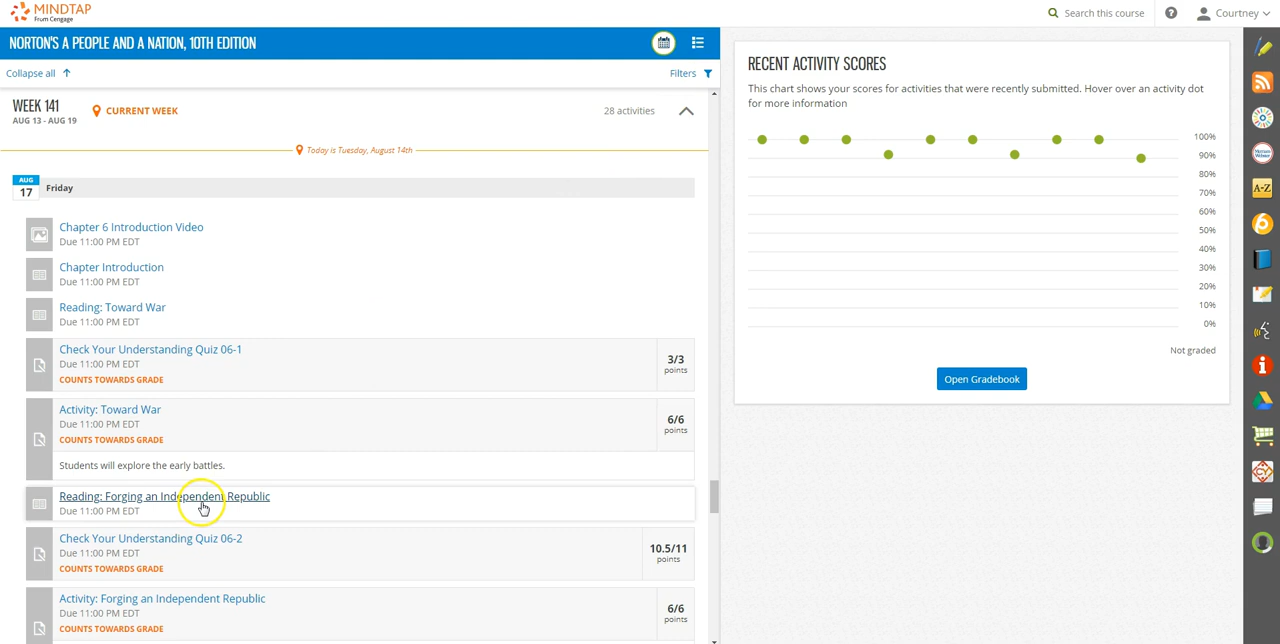 MINDTAP
From Cengage
Search this course
Courtney
NORTON'S A PEOPLE AND A NATION, 10TH EDITION
Collapse all
Filters
WEEK 141
AUG 13 - AUG 19
CURRENT WEEK
28 activities
Today is Tuesday, August 14th
AUG
17
Friday
Chapter 6 Introduction Video
Due 11:00 PM EDT
Chapter Introduction
Due 11:00 PM EDT
Reading: Toward War
Due 11:00 PM EDT
Check Your Understanding Quiz 06-1
Due 11:00 PM EDT
COUNTS TOWARDS GRADE
3/3
points
Activity: Toward War
Due 11:00 PM EDT
COUNTS TOWARDS GRADE
6/6
points
Students will explore the early battles.
Reading: Forging an Independent Republic
Due 11:00 PM EDT
Check Your Understanding Quiz 06-2
Due 11:00 PM EDT
COUNTS TOWARDS GRADE
10.5/11
points
Activity: Forging an Independent Republic
Due 11:00 PM EDT
COUNTS TOWARDS GRADE
6/6
points
RECENT ACTIVITY SCORES
This chart shows your scores for activities that were recently submitted. Hover over an activity dot
for more information
100%
90%
80%
70%
60%
50%
40%
30%
20%
10%
0%
Not graded
Open Gradebook
A-Z